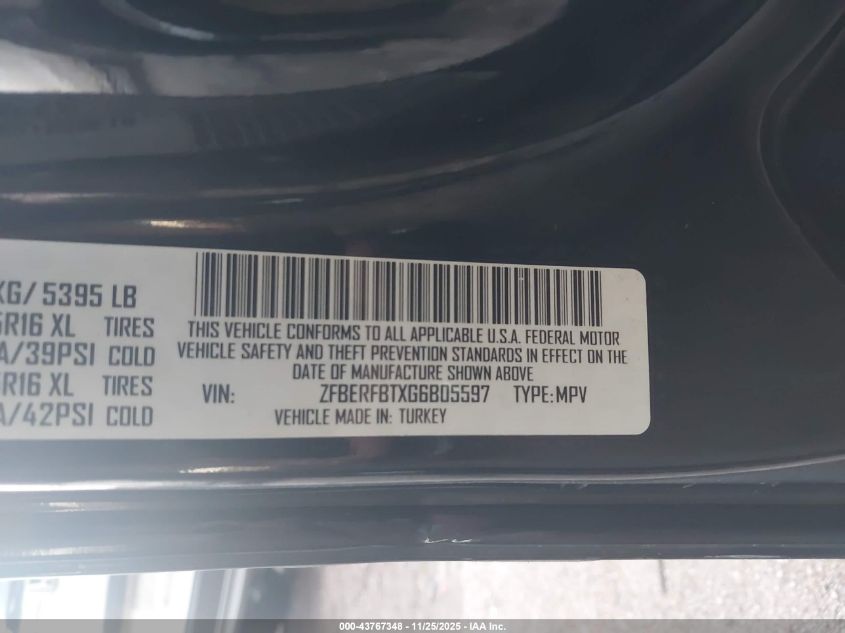 KG/ 5395 LB
5R16 XL TIRES
A/39PSI COLD
5R16 XL TIRES
A/42PSI COLD
THIS VEHICLE CONFORMS TO ALL APPLICABLE U.S.A. FEDERAL MOTOR
VEHICLE SAFETY AND THEFT PREVENTION STANDARDS IN EFFECT ON THE
DATE OF MANUFACTURE SHOWN ABOVE
VIN: ZFBERFBTXG6B05597 TYPE:MPV
VEHICLE MADE IN: TURKEY
000-43767348 - 11/25/2025 - IAA Inc.